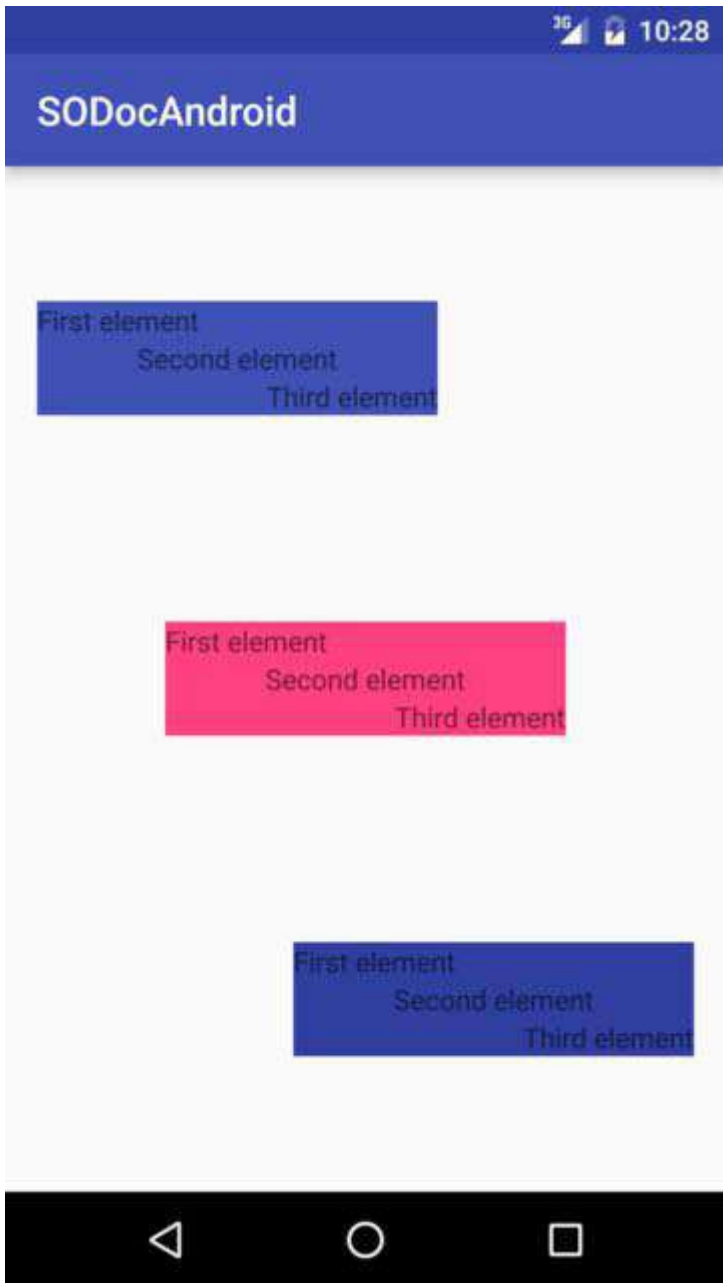 3G 10:28
SODocAndroid
First element
Second element
Third element
First element
Second element
Third element
First element
Second element
Third element